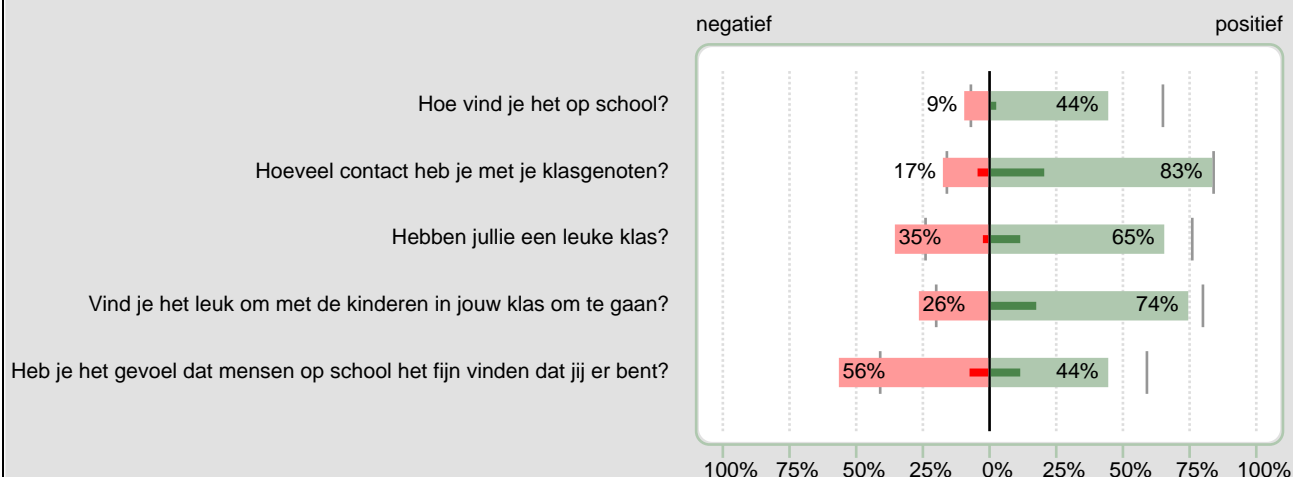 negatief positief
Hoe vind je het op school? 9% 44%
Hoeveel contact heb je met je klasgenoten? 17% 83%
Hebben jullie een leuke klas? 35% 65%
Vind je het leuk om met de kinderen in jouw klas om te gaan? 26% 74%
Heb je het gevoel dat mensen op school het fijn vinden dat jij er bent? 56% 44%
100% 75% 50% 25% 0% 25% 50% 75% 100%